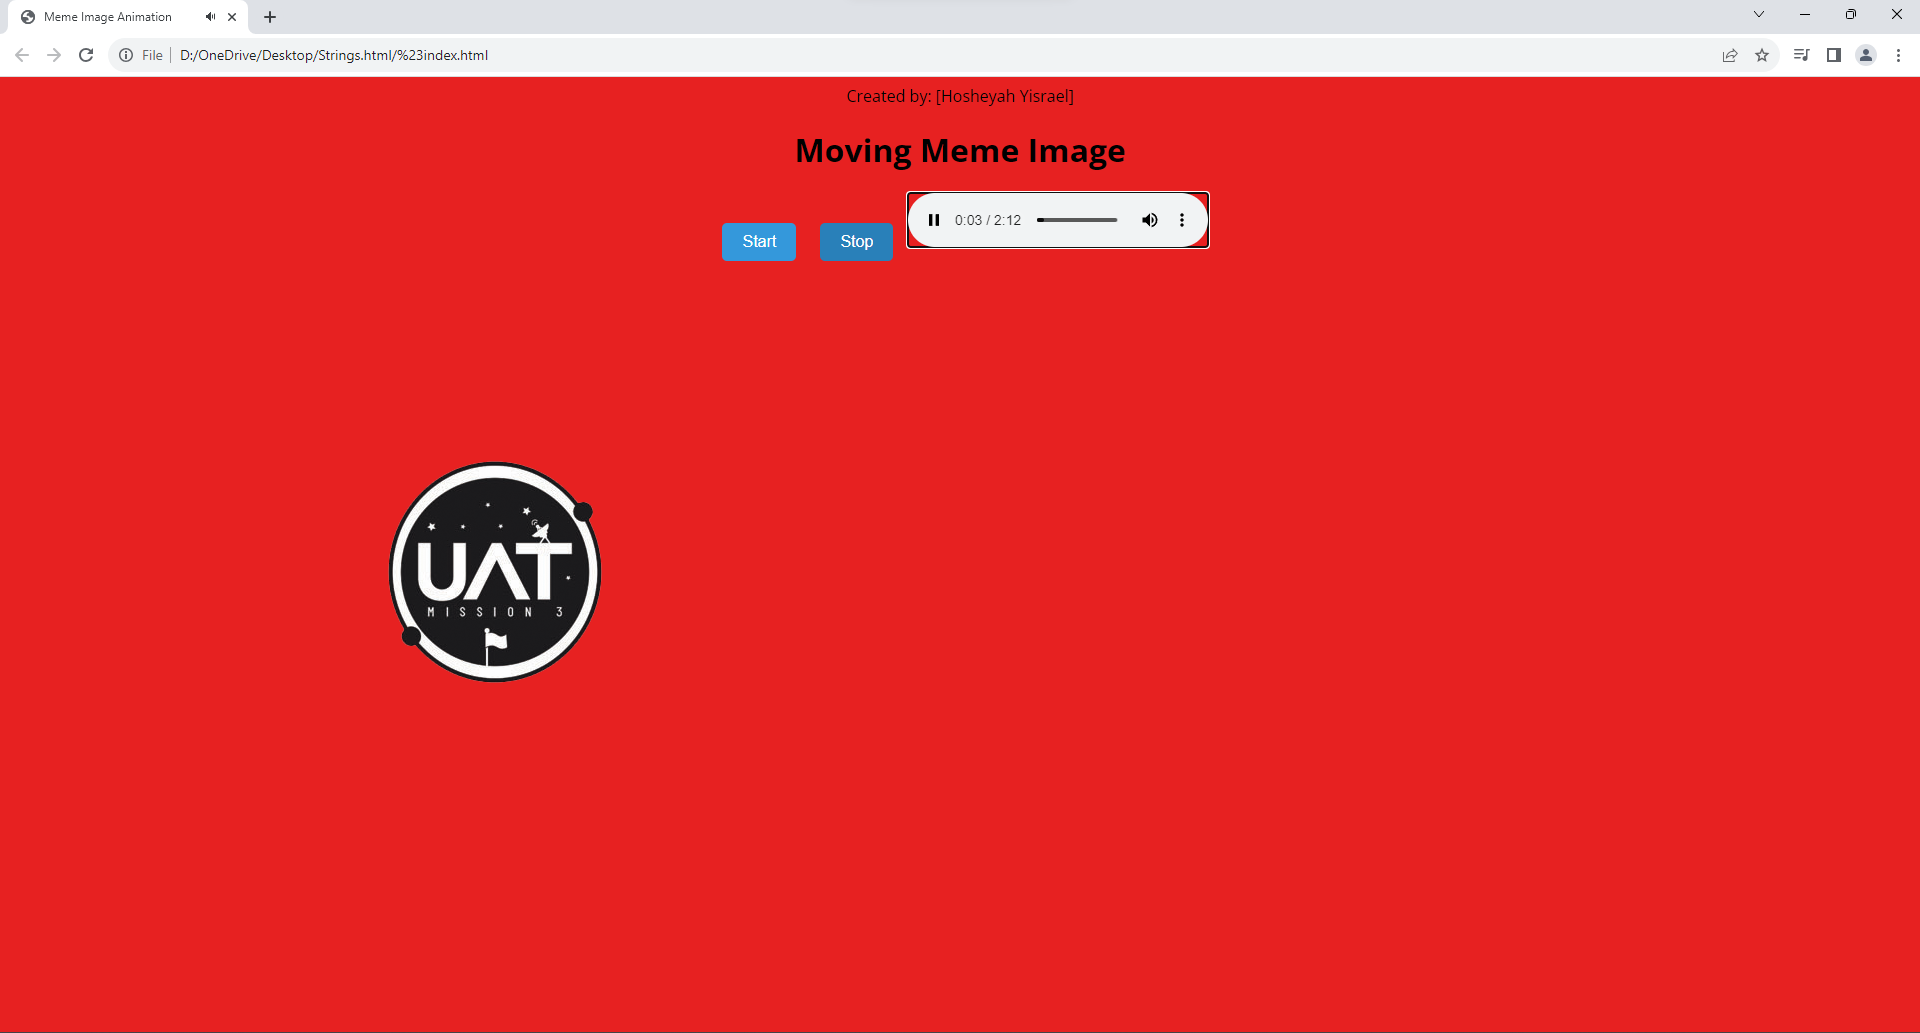 Meme Image Animation
File
D:/OneDrive/Desktop/Strings.html/%23index.html
Created by: [Hosheyah Yisrael]
Moving Meme Image
Start
Stop
0:03 / 2:12
UAT
MISSION 3